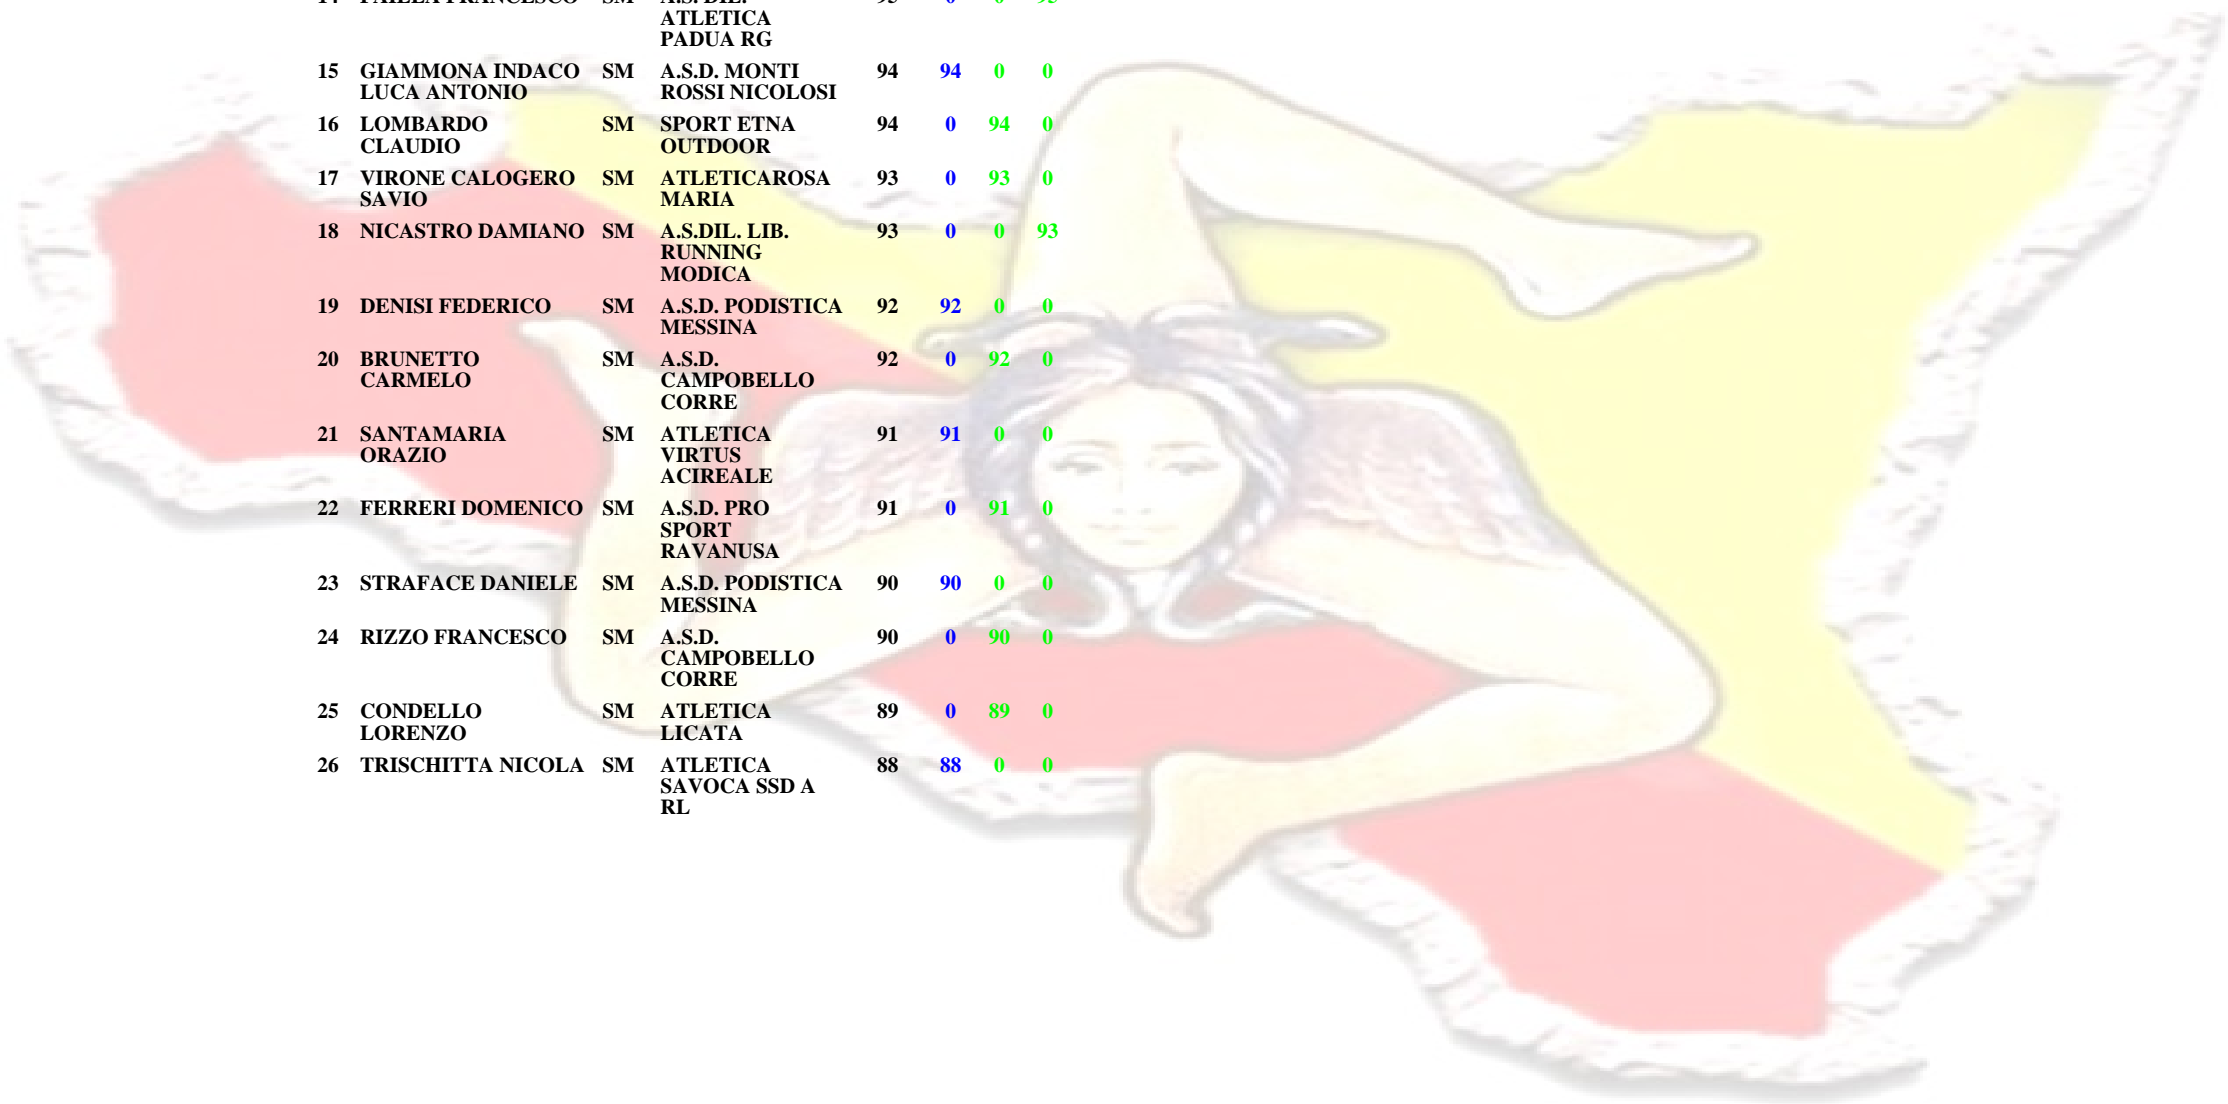 A.S. DIL.
ATLETICA
PADUA RG
15 GIAMMONA INDACO SM A.S.D. MONTI 94 94 0 0
LUCA ANTONIO ROSSI NICOLOSI
16 LOMBARDO SM SPORT ETNA 94 0 94 0
CLAUDIO OUTDOOR
17 VIRONE CALOGERO SM ATLETICAROSA 93 0 93 0
SAVIO MARIA
18 NICASTRO DAMIANO SM A.S.DIL. LIB. 93 0 0 93
RUNNING
MODICA
19 DENISI FEDERICO SM A.S.D. PODISTICA 92 92 0 0
MESSINA
20 BRUNETTO SM A.S.D. 92 0 92 0
CARMELO CAMPOBELLO
CORRE
21 SANTAMARIA SM ATLETICA 91 91 0 0
ORAZIO VIRTUS
ACIREALE
22 FERRERI DOMENICO SM A.S.D. PRO 91 0 91 0
SPORT
RAVANUSA
23 STRAFACE DANIELE SM A.S.D. PODISTICA 90 90 0 0
MESSINA
24 RIZZO FRANCESCO SM A.S.D. 90 0 90 0
CAMPOBELLO
CORRE
25 CONDELLO SM ATLETICA 89 0 89 0
LORENZO LICATA
26 TRISCHITTA NICOLA SM ATLETICA 88 88 0 0
SAVOCA SSD A
RL